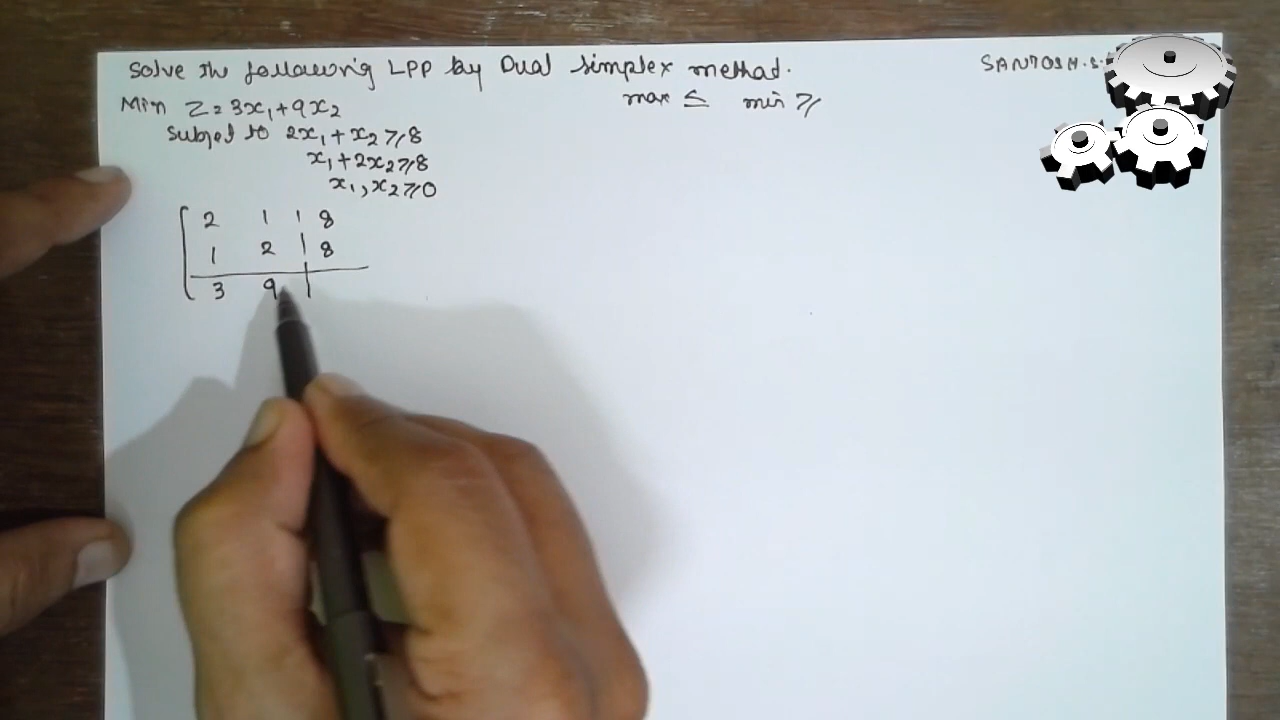 Solve the following LPP by Dual simplex method.
SANTOSH.S.
Min Z = 3x₁ + 9x₂
max ≤ min ≥
Subject to 2x₁ + x₂ ≥ 8
x₁ + 2x₂ ≥ 8
x₁, x₂ ≥ 0
2 1 | 8
1 2 | 8
3 9 |